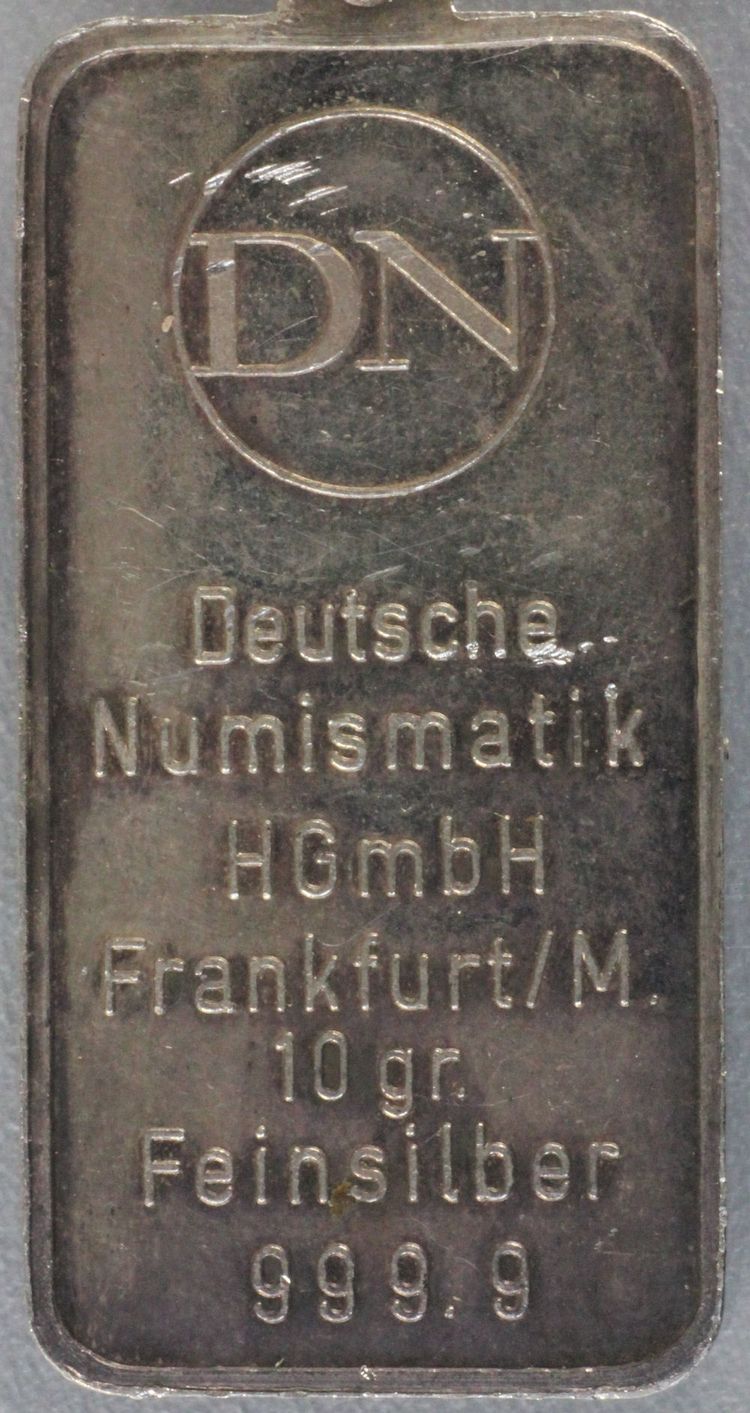 DN
Deutsche
Numismatik
HGmbH
Frankfurt/M.
10 gr.
Feinsilber
999.9